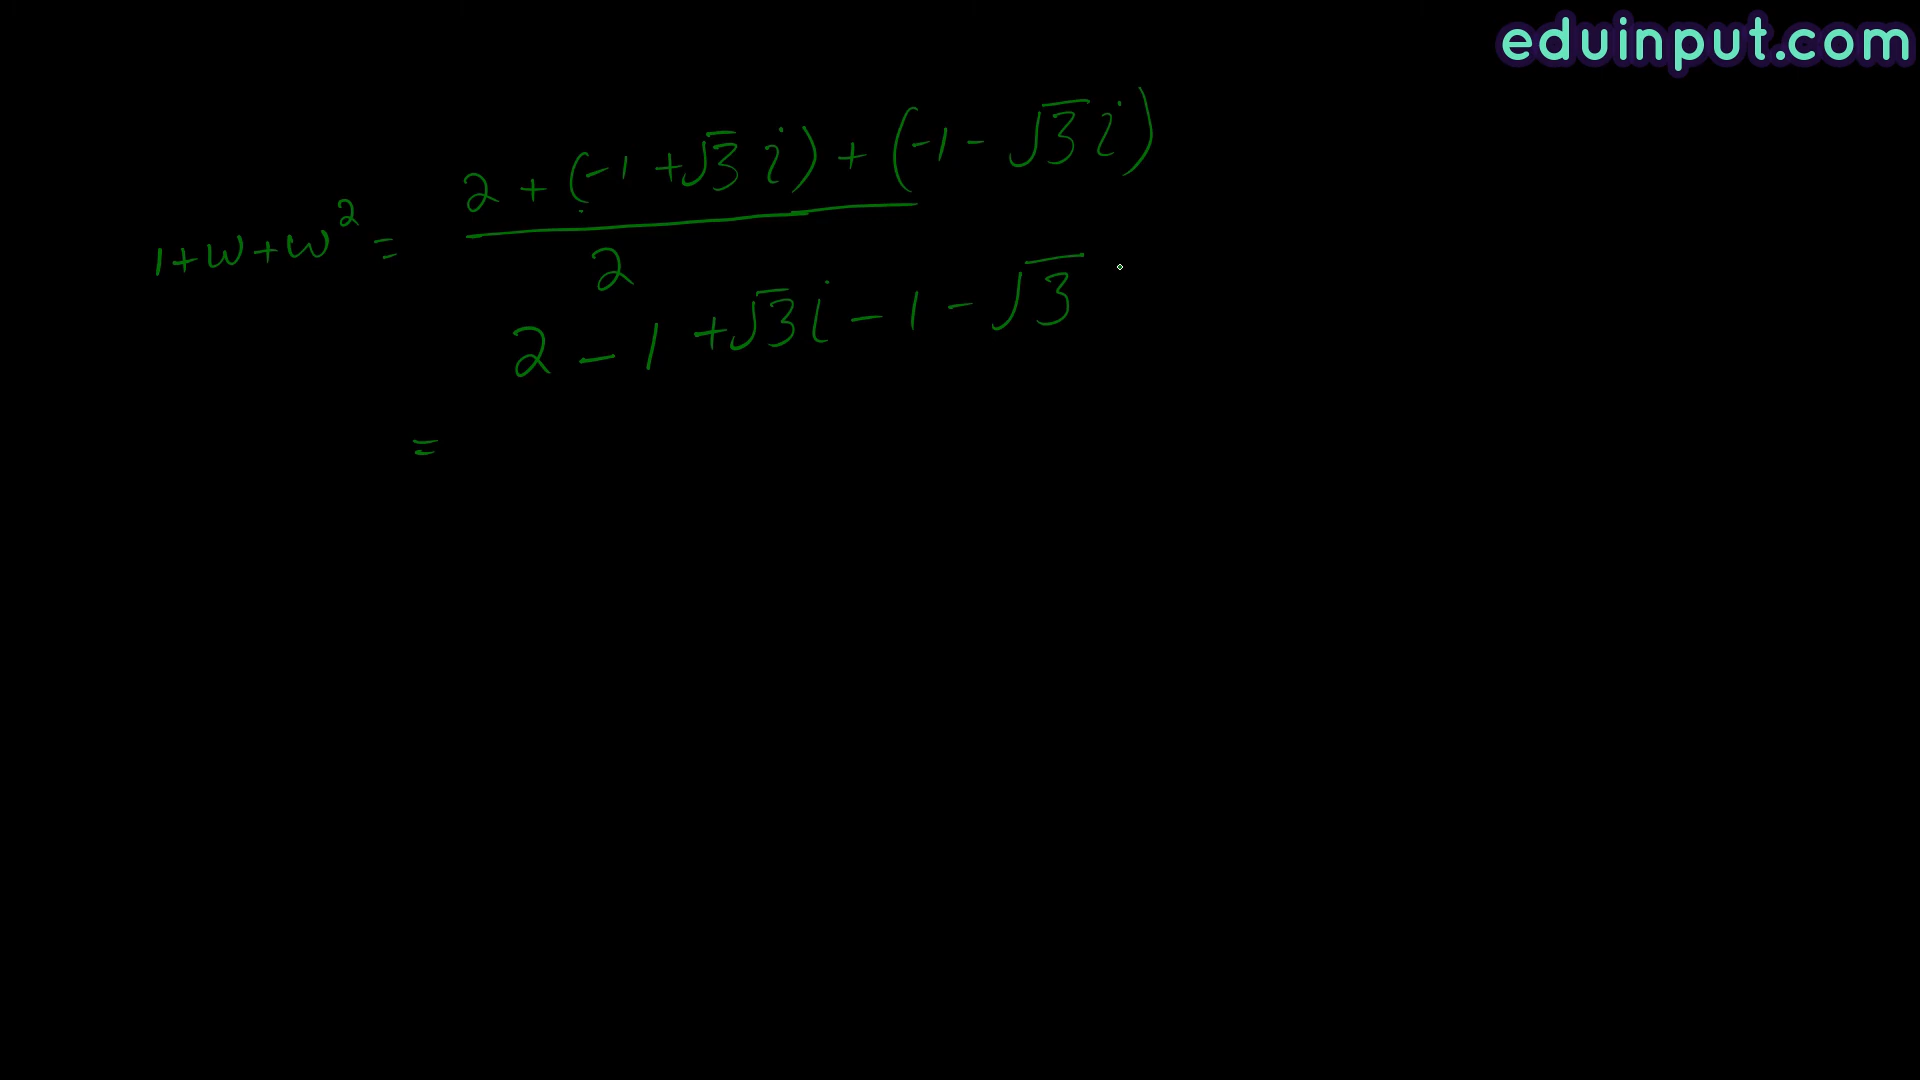 eduinput.com
1+w+w² = 2 + (-1 + √3 i) + (-1 - √3 i)
2
2 - 1 + √3 i - 1 - √3
=